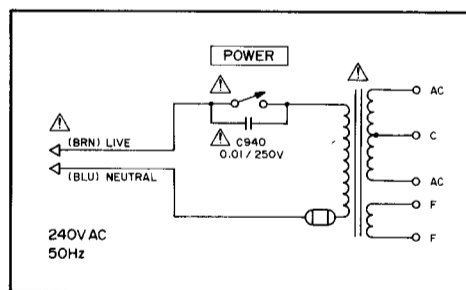 POWER
AC
(BRN) LIVE
C940
0.01/250V
C
(BLU) NEUTRAL
AC
F
240V AC
50Hz
F